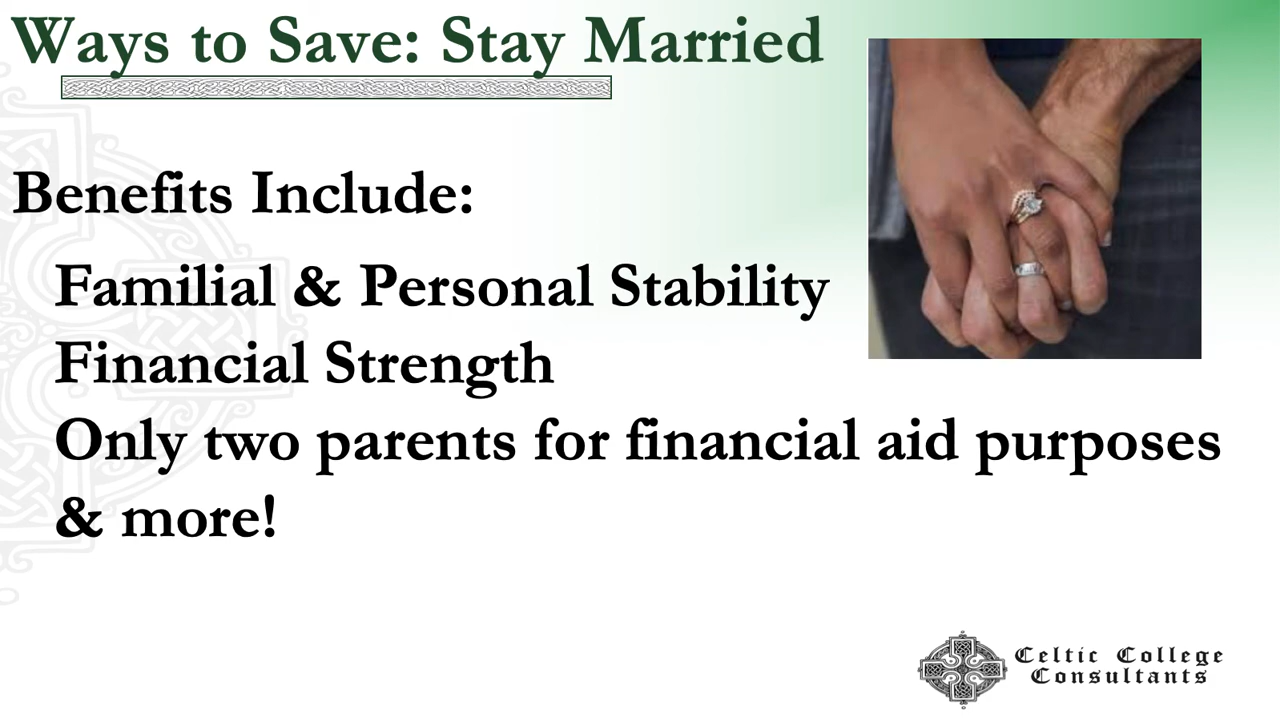 Ways to Save: Stay Married
Benefits Include:
Familial & Personal Stability
Financial Strength
Only two parents for financial aid purposes
& more!
Celtic College
Consultants